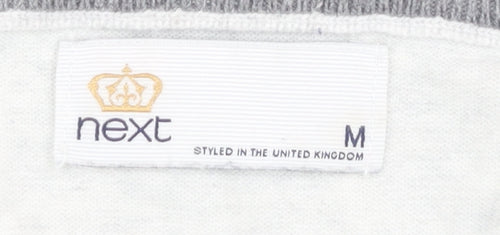 next
M
STYLED IN THE UNITED KINGDOM